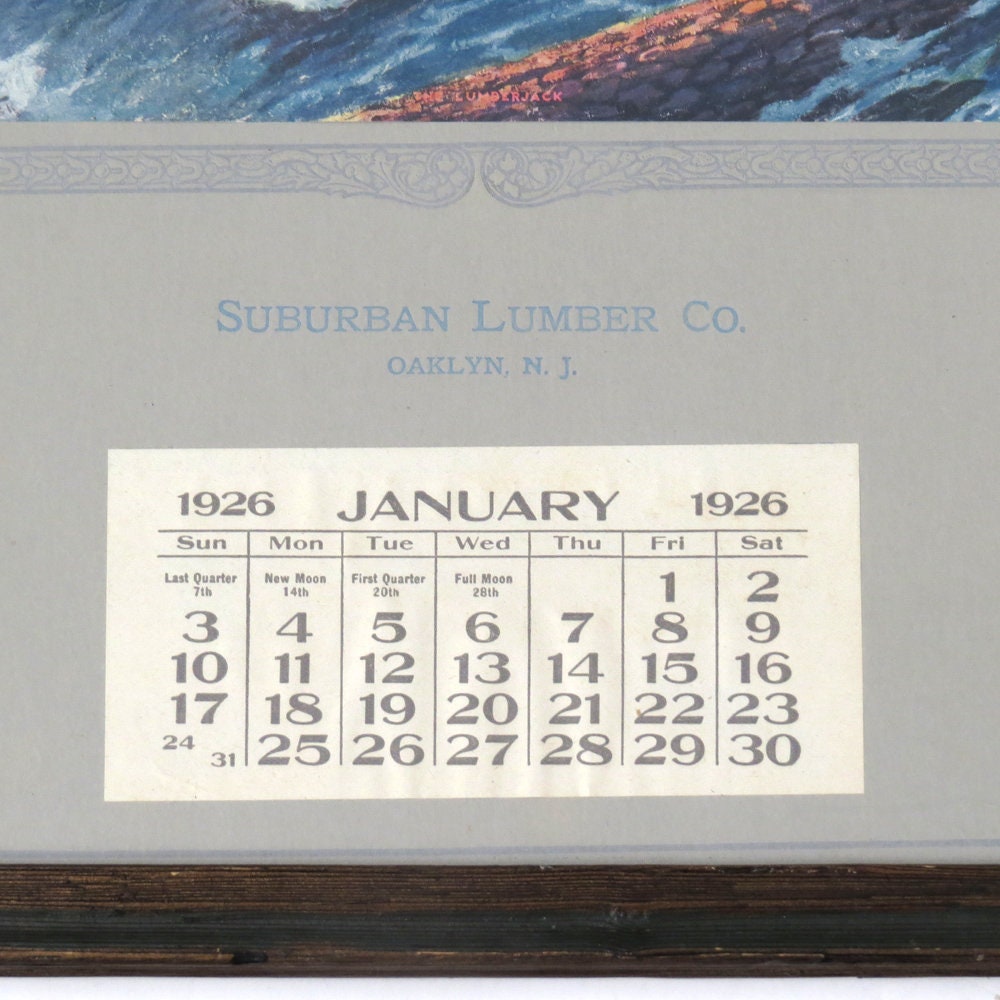 THE LUMBERJACK
SUBURBAN LUMBER CO.
OAKLYN, N. J.
1926 JANUARY 1926
Sun Mon Tue Wed Thu Fri Sat
Last Quarter 7th New Moon 14th First Quarter 20th Full Moon 28th 1 2
3 4 5 6 7 8 9
10 11 12 13 14 15 16
17 18 19 20 21 22 23
24 31 25 26 27 28 29 30